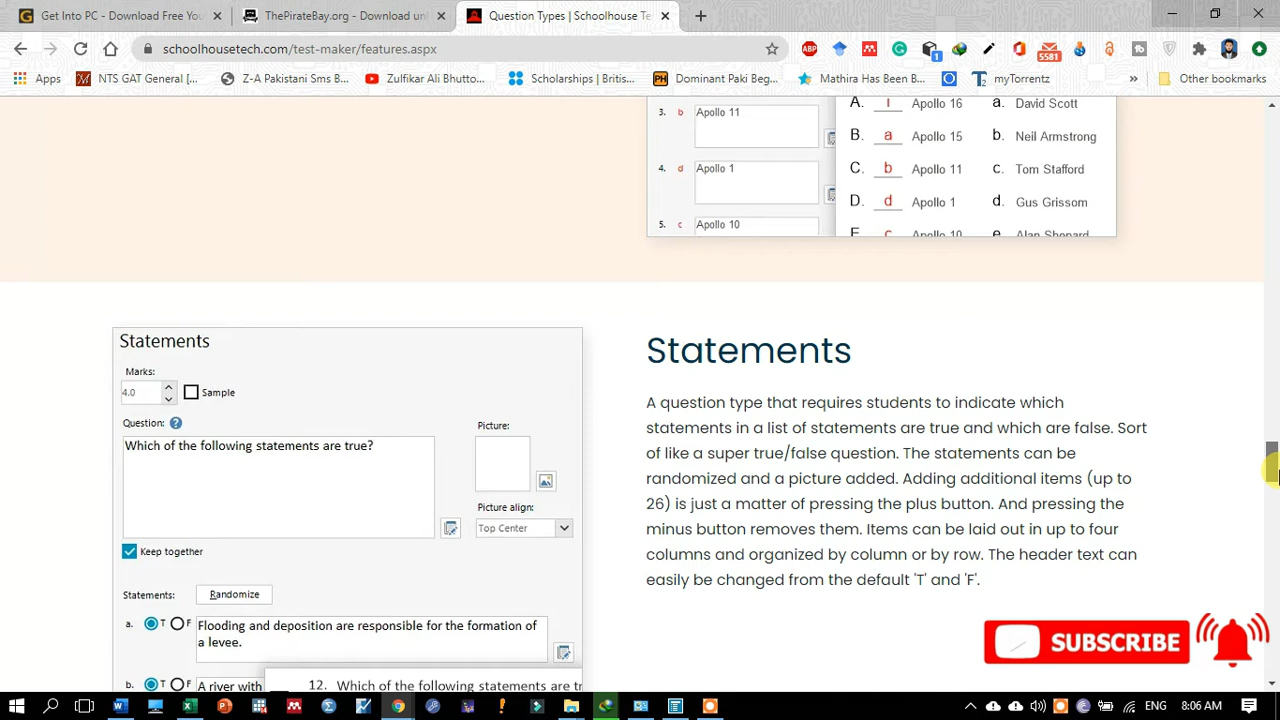 Get Into PC - Download Free Yo
ThePirateBay.org - Download unl
Question Types | Schoolhouse Te
schoolhousetech.com/test-maker/features.aspx
ABP
1
5581
Apps
NTS GAT General [...
Z-A Pakistani Sms B...
Zulfikar Ali Bhutto...
Scholarships | Britis...
PH Dominant Paki Beg...
Mathira Has Been B...
myTorrentz
Other bookmarks
3. b Apollo 11
4. d Apollo 1
5. c Apollo 10
A. Apollo 16 a. David Scott
B. a Apollo 15 b. Neil Armstrong
C. b Apollo 11 c. Tom Stafford
D. d Apollo 1 d. Gus Grissom
E. c Apollo 10 e. Alan Shepard
Statements
Marks:
4.0 Sample
Question:
Picture:
Which of the following statements are true?
Picture align:
Top Center
Keep together
Statements: Randomize
a. T F Flooding and deposition are responsible for the formation of
a levee.
b. T F A river with
12. Which of the following statements are tr
Statements
A question type that requires students to indicate which
statements in a list of statements are true and which are false. Sort
of like a super true/false question. The statements can be
randomized and a picture added. Adding additional items (up to
26) is just a matter of pressing the plus button. And pressing the
minus button removes them. Items can be laid out in up to four
columns and organized by column or by row. The header text can
easily be changed from the default 'T' and 'F'.
SUBSCRIBE
ENG 8:06 AM